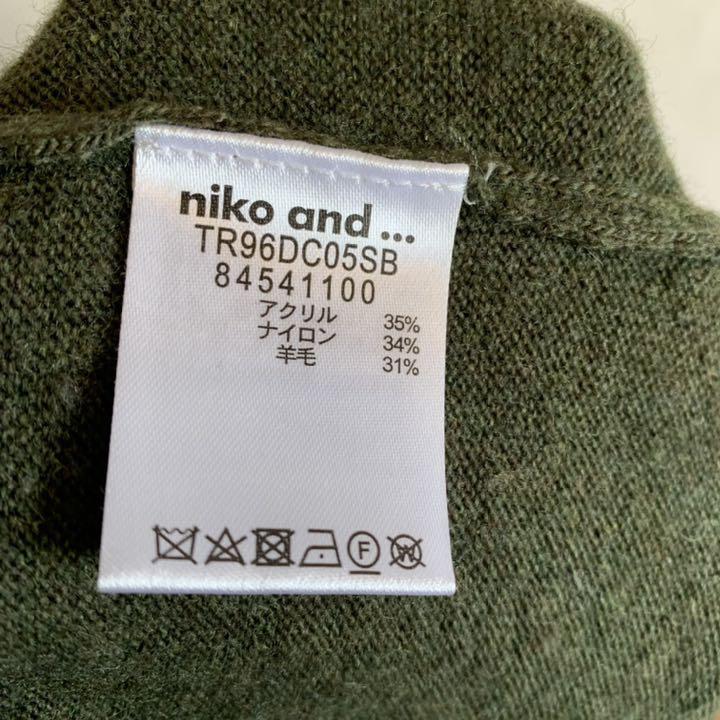 niko and ...
TR96DC05SB
84541100
アクリル 35%
ナイロン 34%
羊毛 31%
F W